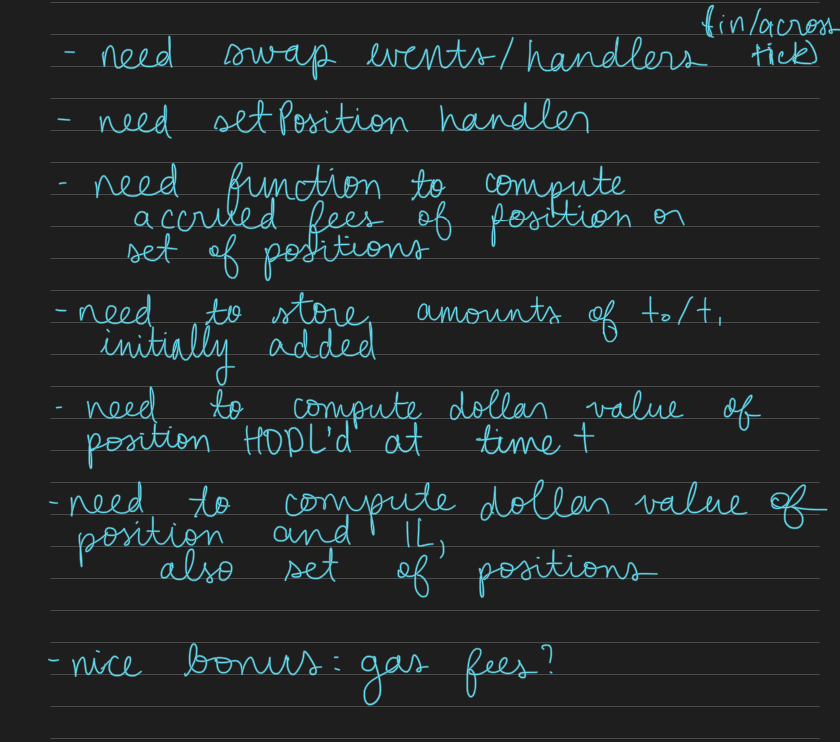 - need swap events/handlers (in/across tick)
- need setPosition handler
- need function to compute
accrued fees of position or
set of positions
- need to store amounts of t₀/t₁
initially added
- need to compute dollar value of
position HODL'd at time t
- need to compute dollar value of
position and IL,
also set of positions
- nice bonus: gas fees?